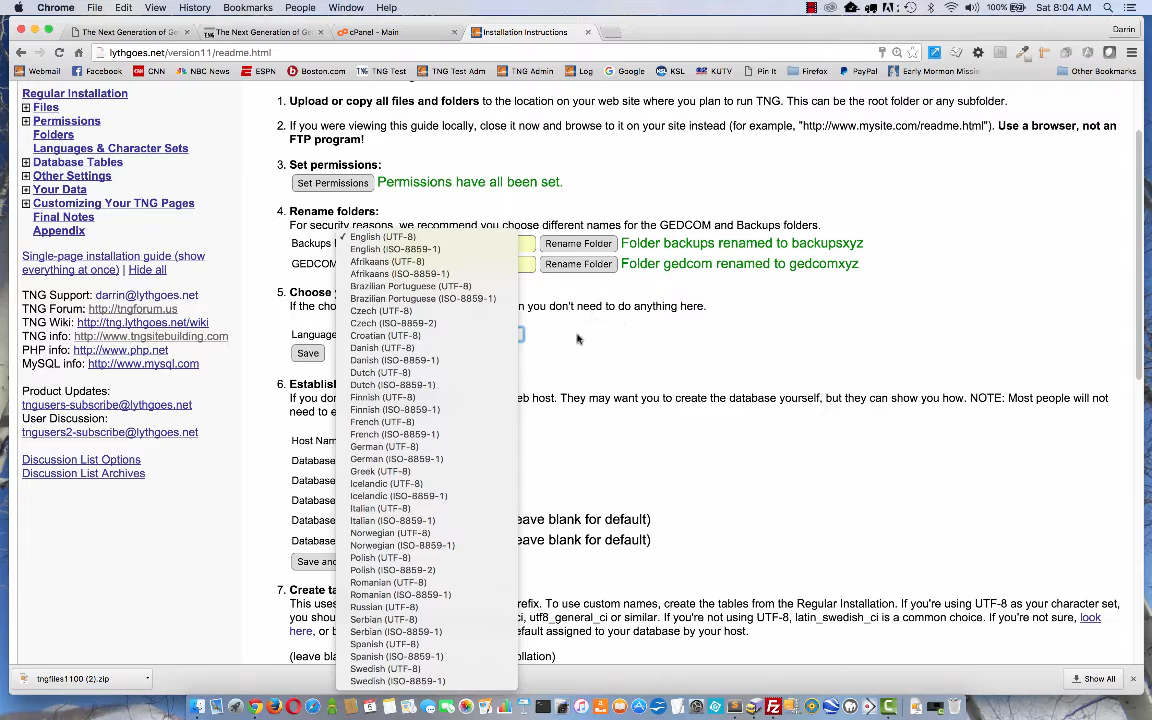 Chrome File Edit View History Bookmarks People Window Help 100% Sat 8:04 AM
The Next Generation of Ge The Next Generation of Ge cPanel – Main Installation Instructions Darrin
lythgoes.net/version11/readme.html
Webmail Facebook CNN NBC News ESPN Boston.com TNG Test TNG Test Adm TNG Admin Log Google KSL KUTV Pin It Firefox PayPal Early Mormon Missio Other Bookmarks
Regular Installation
Files
Permissions
Folders
Languages & Character Sets
Database Tables
Other Settings
Your Data
Customizing Your TNG Pages
Final Notes
Appendix
Single-page installation guide (show
everything at once) | Hide all
TNG Support: darrin@lythgoes.net
TNG Forum: http://tngforum.us
TNG Wiki: http://tng.lythgoes.net/wiki
TNG info: http://www.tngsitebuilding.com
PHP info: http://www.php.net
MySQL info: http://www.mysql.com
Product Updates:
tngusers-subscribe@lythgoes.net
User Discussion:
tngusers2-subscribe@lythgoes.net
Discussion List Options
Discussion List Archives
1. Upload or copy all files and folders to the location on your web site where you plan to run TNG. This can be the root folder or any subfolder.
2. If you were viewing this guide locally, close it now and browse to it on your site instead (for example, "http://www.mysite.com/readme.html"). Use a browser, not an
FTP program!
3. Set permissions:
Set Permissions Permissions have all been set.
4. Rename folders:
For security reasons, we recommend you choose different names for the GEDCOM and Backups folders.
Backups Rename Folder Folder backups renamed to backupsxyz
GEDCOM Rename Folder Folder gedcom renamed to gedcomxyz
5. Choose
If the cho n you don't need to do anything here.
Language
Save
✓ English (UTF-8)
English (ISO-8859-1)
Afrikaans (UTF-8)
Afrikaans (ISO-8859-1)
Brazilian Portuguese (UTF-8)
Brazilian Portuguese (ISO-8859-1)
Czech (UTF-8)
Czech (ISO-8859-2)
Croatian (UTF-8)
Danish (UTF-8)
Danish (ISO-8859-1)
Dutch (UTF-8)
Dutch (ISO-8859-1)
Finnish (UTF-8)
Finnish (ISO-8859-1)
French (UTF-8)
French (ISO-8859-1)
German (UTF-8)
German (ISO-8859-1)
Greek (UTF-8)
Icelandic (UTF-8)
Icelandic (ISO-8859-1)
Italian (UTF-8)
Italian (ISO-8859-1)
Norwegian (UTF-8)
Norwegian (ISO-8859-1)
Polish (UTF-8)
Polish (ISO-8859-2)
Romanian (UTF-8)
Romanian (ISO-8859-1)
Russian (UTF-8)
Serbian (UTF-8)
Serbian (ISO-8859-1)
Spanish (UTF-8)
Spanish (ISO-8859-1)
Swedish (UTF-8)
Swedish (ISO-8859-1)
6. Establis
If you don eb host. They may want you to create the database yourself, but they can show you how. NOTE: Most people will not
need to e
Host Nam
Database
Database
Database eave blank for default)
Database eave blank for default)
Save and
7. Create ta
This uses refix. To use custom names, create the tables from the Regular Installation. If you're using UTF-8 as your character set,
you shou ci, utf8_general_ci or similar. If you're not using UTF-8, latin_swedish_ci is a common choice. If you're not sure, look
here, or b efault assigned to your database by your host.
(leave bla llation)
tngfiles1100 (2).zip Show All